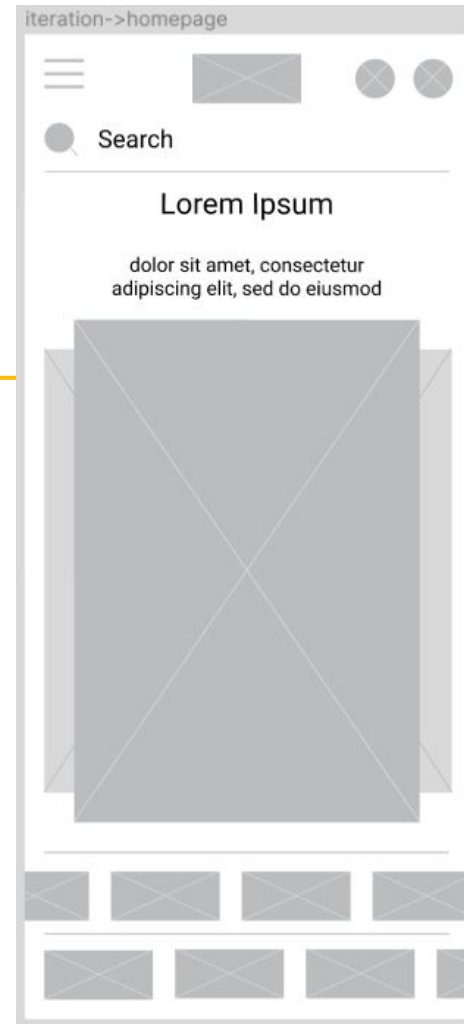 iteration->homepage
Search
Lorem Ipsum
dolor sit amet, consectetur
adipiscing elit, sed do eiusmod